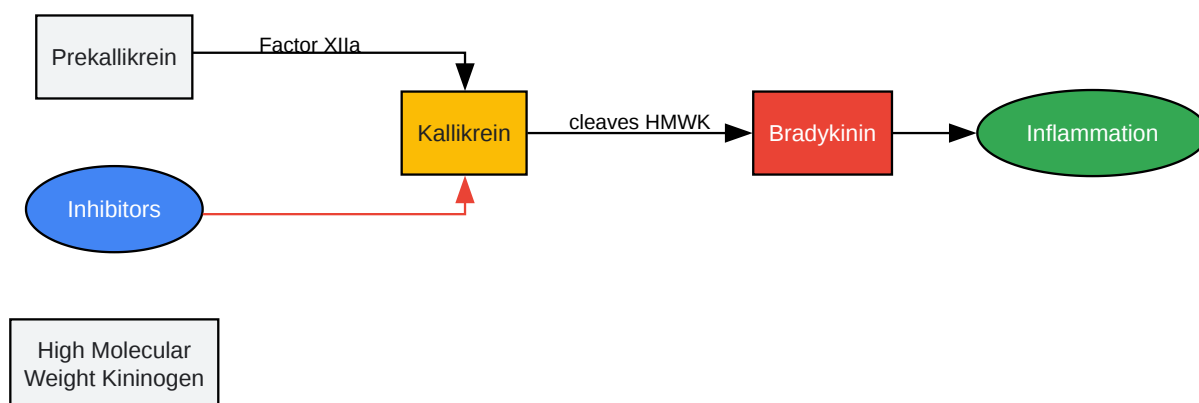 Prekallikrein
Factor XIIa
Kallikrein
cleaves HMWK
Bradykinin
Inflammation
Inhibitors
High Molecular
Weight Kininogen